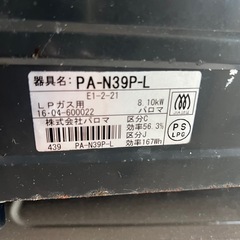 器具名: PA-N39P-L
E1-2-21
LPガス用 8.10kW
16·04-600022 パロマ
株式会社パロマ 区分C
効率56.3%
区分J
439 PA-N39P-L 効率167Wh
PS
LPG